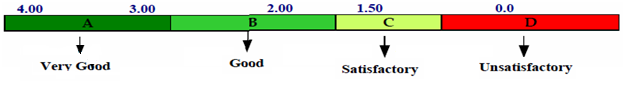 4.00 3.00 2.00 1.50 0.0
A B C D
Very Good Good Satisfactory Unsatisfactory